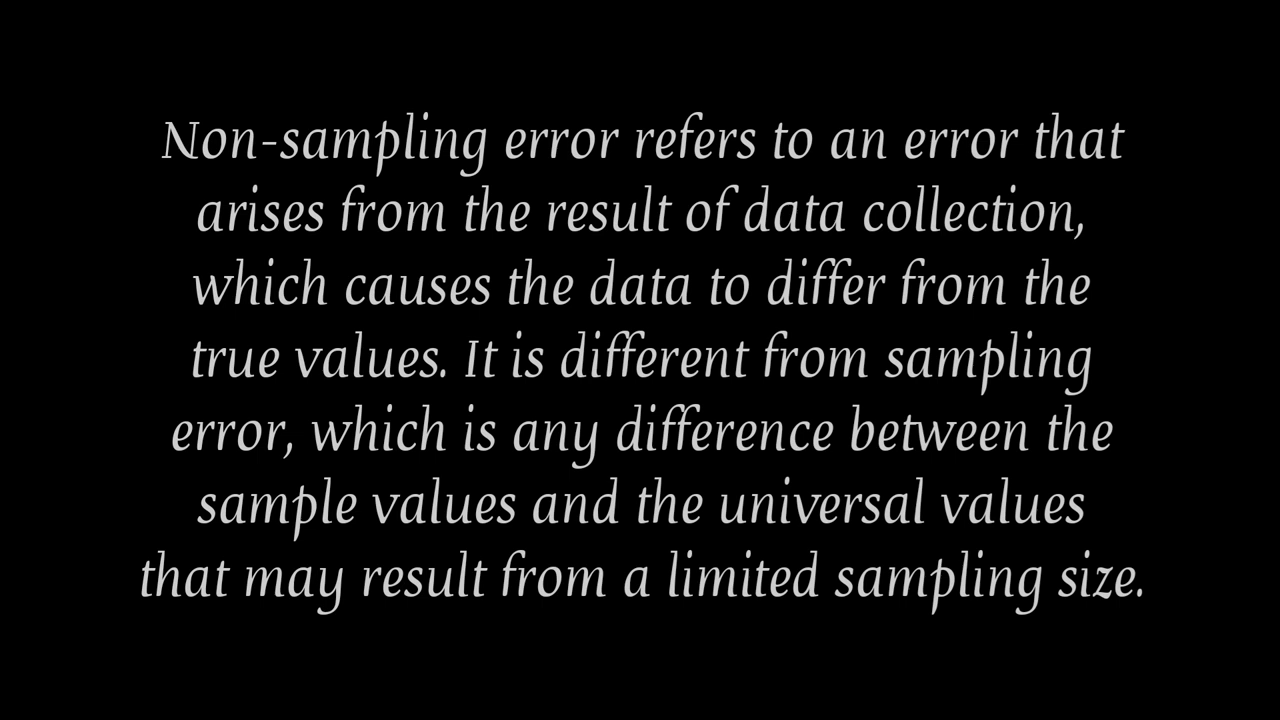 Non-sampling error refers to an error that
arises from the result of data collection,
which causes the data to differ from the
true values. It is different from sampling
error, which is any difference between the
sample values and the universal values
that may result from a limited sampling size.